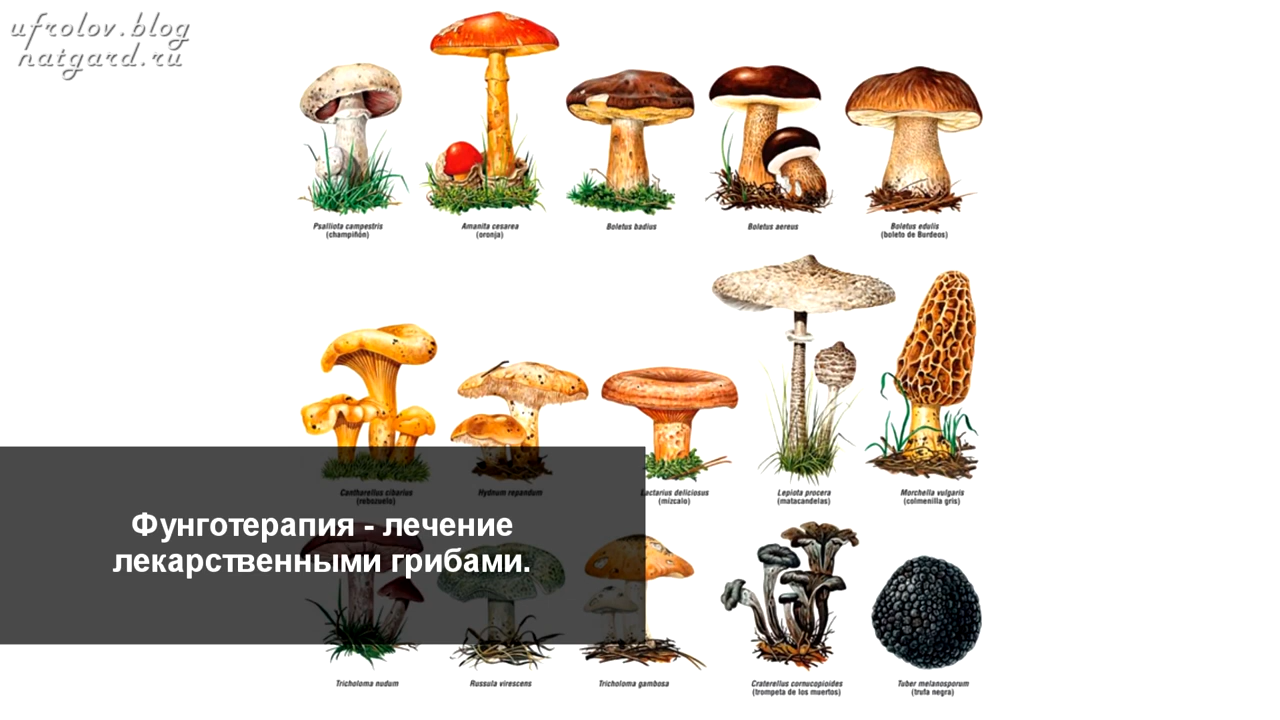 ufrolov.blog
natgard.ru
Psalliota campestris
(champiñón)
Amanita cesarea
(oronja)
Boletus badius
Boletus aereus
Boletus edulis
(boleto de Burdeos)
Cantharellus cibarius
(rebozuelo)
Hydnum repandum
Lactarius deliciosus
(mízcalo)
Lepiota procera
(matacandelas)
Morchella vulgaris
(colmenilla gris)
Фунготерапия - лечение
лекарственными грибами.
Tricholoma nudum
Russula virescens
Tricholoma gambosa
Craterellus cornucopioides
(trompeta de los muertos)
Tuber melanosporum
(trufa negra)